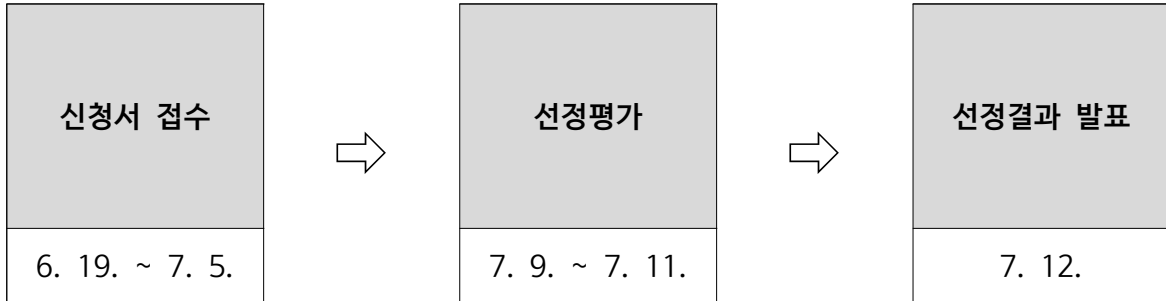 신청서 접수
⇨
선정평가
⇨
선정결과 발표
6. 19. ~ 7. 5.
7. 9. ~ 7. 11.
7. 12.